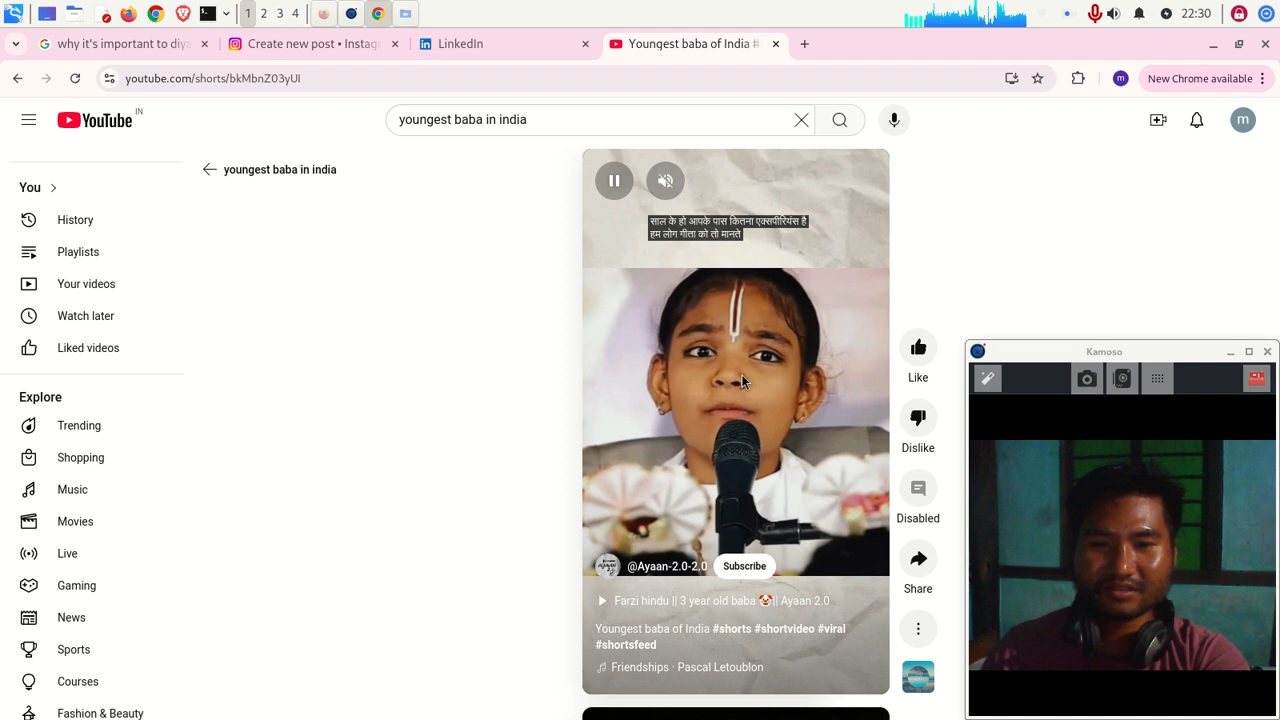 1 2 3 4
22:30
why it's important to diya
Create new post • Instag
LinkedIn
Youngest baba of India #
youtube.com/shorts/bkMbnZ03yUI
m
New Chrome available
YouTube IN
youngest baba in india
m
You
youngest baba in india
History
Playlists
Your videos
Watch later
Liked videos
Explore
Trending
Shopping
Music
Movies
Live
Gaming
News
Sports
Courses
Fashion & Beauty
साल के हो आपके पास कितना एक्सपीरियंस है
हम लोग गीता को तो मानते
@Ayaan-2.0-2.0 Subscribe
Farzi hindu || 3 year old baba 🤡|| Ayaan 2.0
Youngest baba of India #shorts #shortvideo #viral
#shortsfeed
Friendships · Pascal Letoublon
Like
Dislike
Disabled
Share
Kamoso